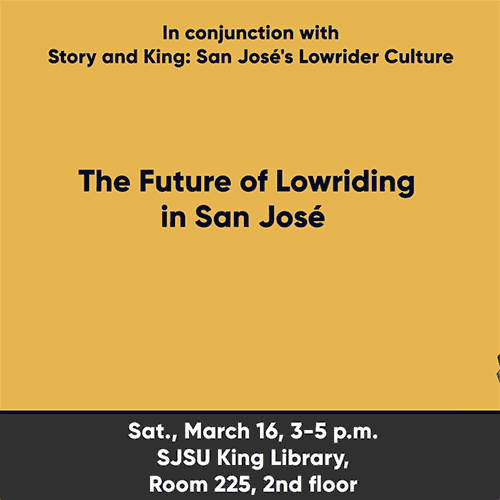 In conjunction with
Story and King: San José's Lowrider Culture
The Future of Lowriding
in San José
Sat., March 16, 3-5 p.m.
SJSU King Library,
Room 225, 2nd floor